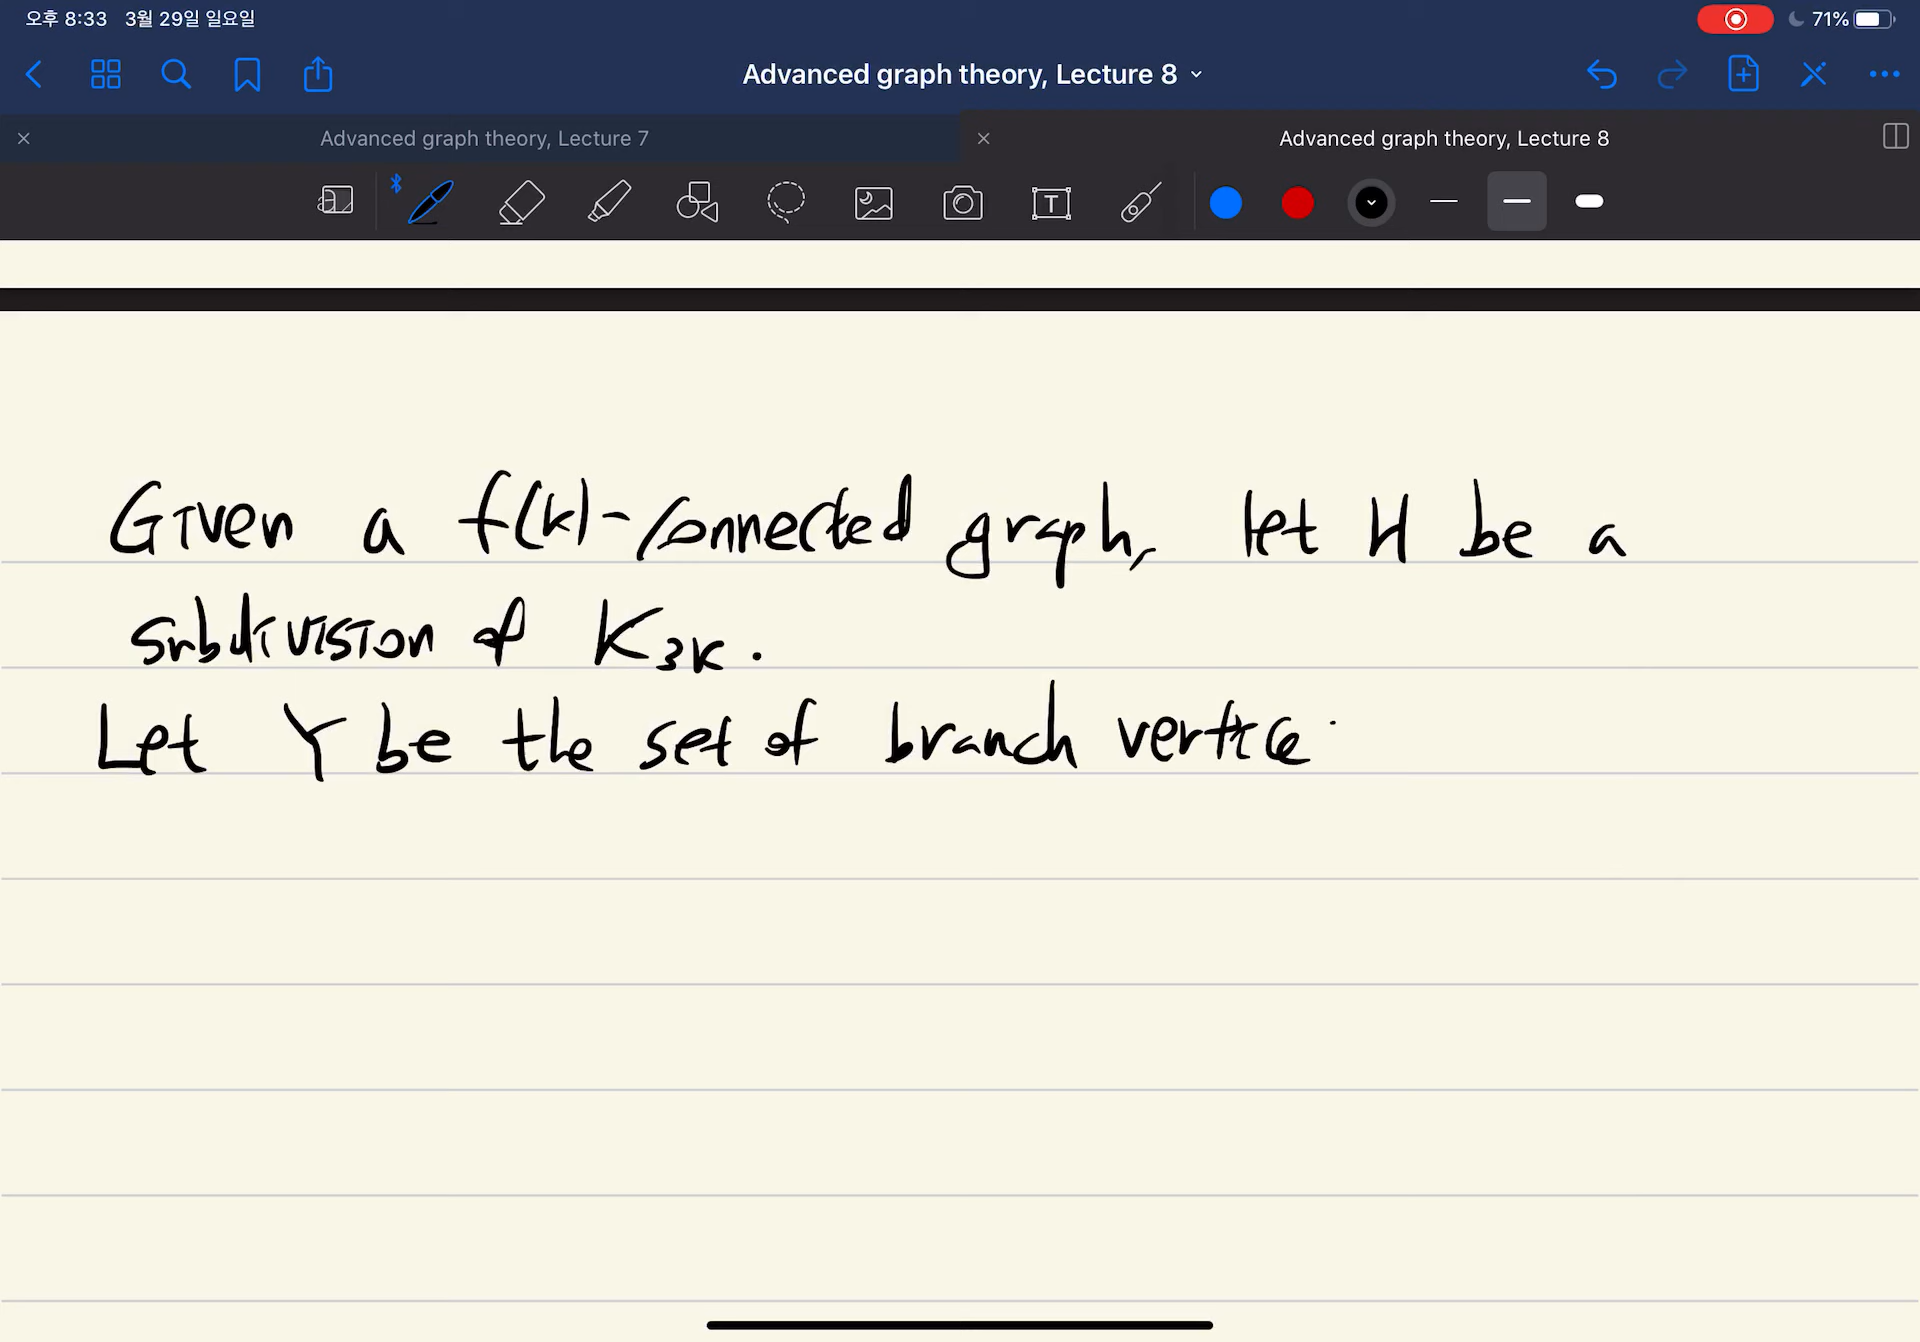 오후 8:33 3월 29일 일요일
71%
Advanced graph theory, Lecture 8
Advanced graph theory, Lecture 7
Advanced graph theory, Lecture 8
Given a f(k)-connected graph, let H be a
subdivision of K3k.
Let Y be the set of branch vertice